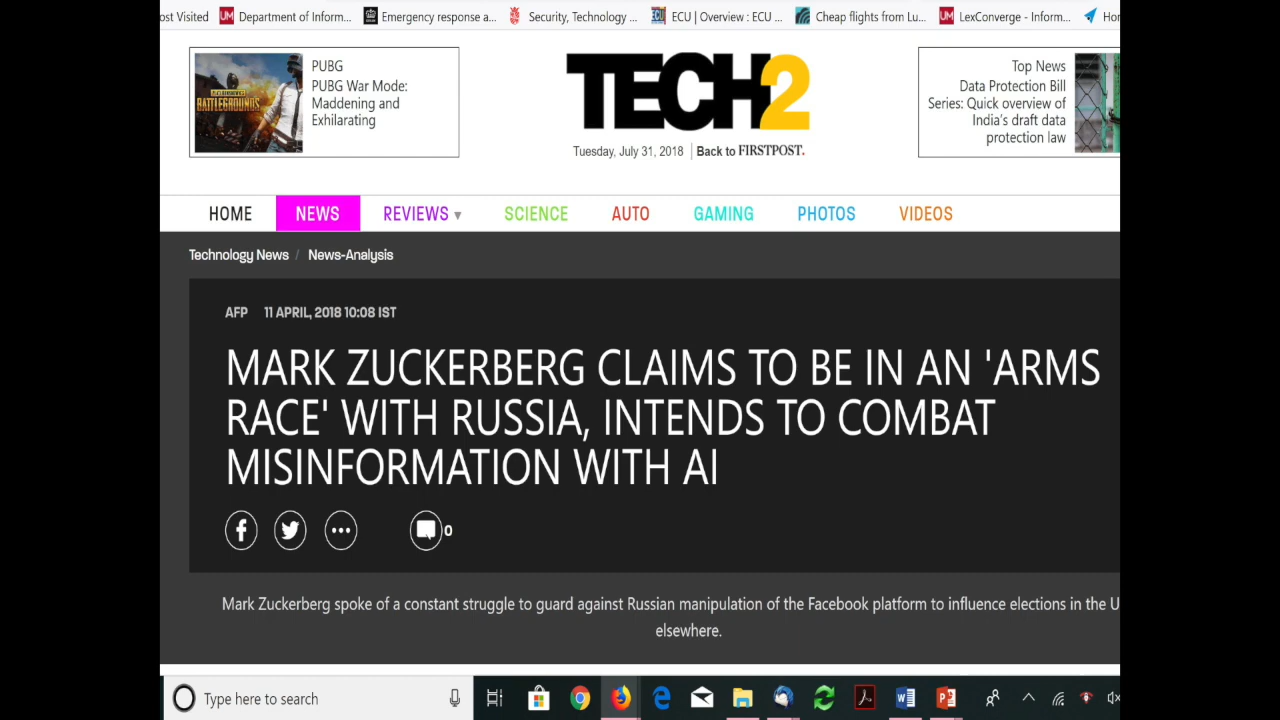 ost Visited
Department of Inform...
Emergency response a...
Security, Technology ...
ECU | Overview : ECU ...
Cheap flights from Lu...
LexConverge - Inform...
Hor
PUBG
PUBG War Mode:
Maddening and
Exhilarating
BATTLEGROUNDS
TECH2
Tuesday, July 31, 2018 | Back to FIRSTPOST.
Top News
Data Protection Bill
Series: Quick overview of
India's draft data
protection law
HOME NEWS REVIEWS ▾ SCIENCE AUTO GAMING PHOTOS VIDEOS
Technology News / News-Analysis
AFP 11 APRIL, 2018 10:08 IST
MARK ZUCKERBERG CLAIMS TO BE IN AN 'ARMS
RACE' WITH RUSSIA, INTENDS TO COMBAT
MISINFORMATION WITH AI
0
Mark Zuckerberg spoke of a constant struggle to guard against Russian manipulation of the Facebook platform to influence elections in the U
elsewhere.
Type here to search